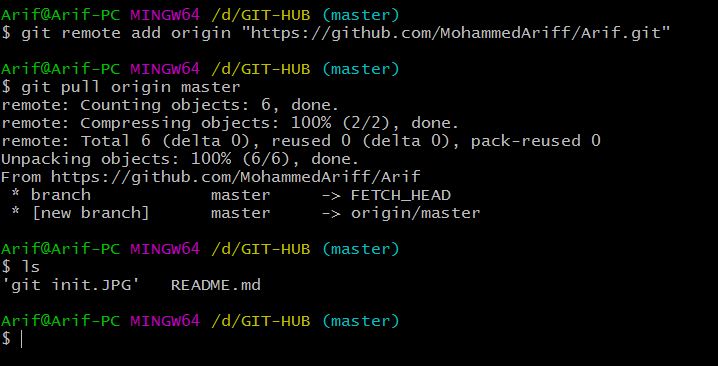 Arif@Arif-PC MINGW64 /d/GIT-HUB (master)
$ git remote add origin "https://github.com/MohammedAriff/Arif.git"
Arif@Arif-PC MINGW64 /d/GIT-HUB (master)
$ git pull origin master
remote: Counting objects: 6, done.
remote: Compressing objects: 100% (2/2), done.
remote: Total 6 (delta 0), reused 0 (delta 0), pack-reused 0
Unpacking objects: 100% (6/6), done.
From https://github.com/MohammedAriff/Arif
 * branch            master     -> FETCH_HEAD
 * [new branch]      master     -> origin/master
Arif@Arif-PC MINGW64 /d/GIT-HUB (master)
$ ls
'git init.JPG'   README.md
Arif@Arif-PC MINGW64 /d/GIT-HUB (master)
$